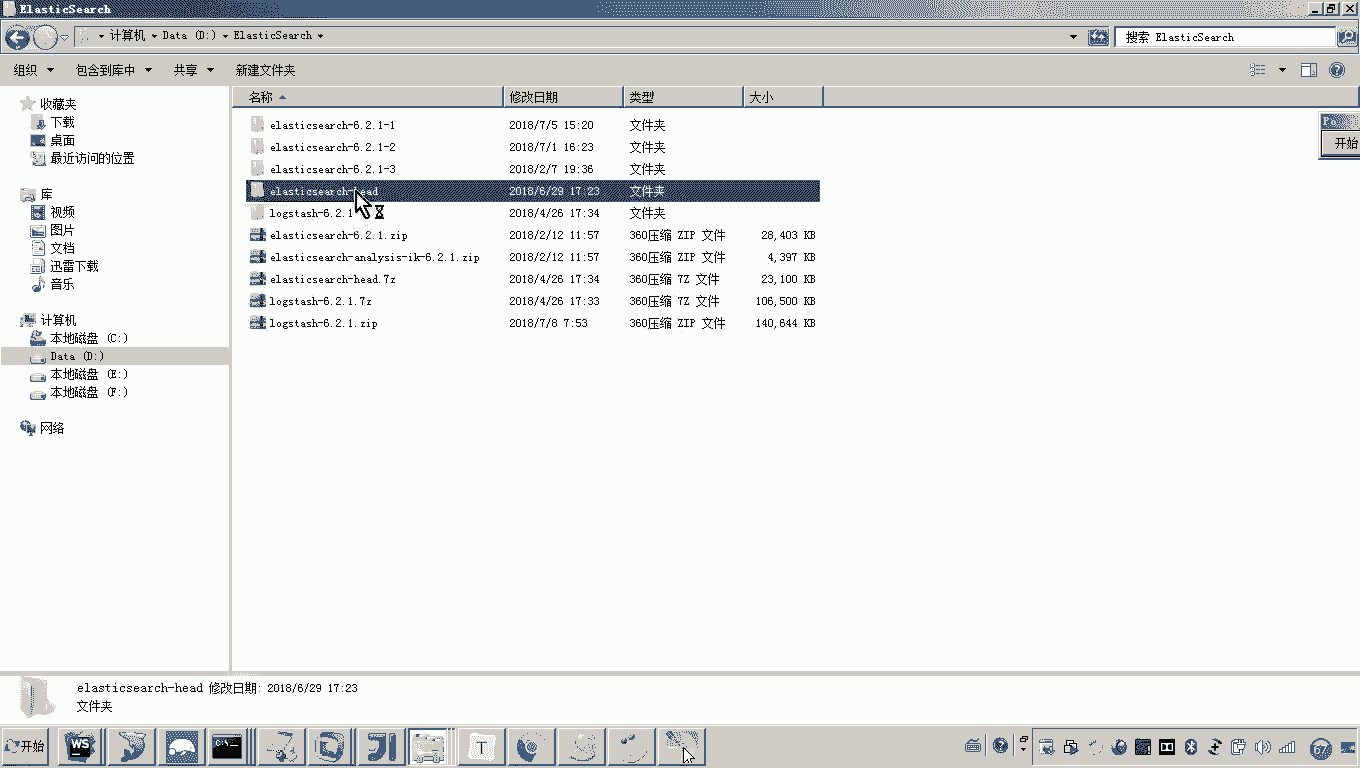 ElasticSearch
计算机 Data (D:) ElasticSearch
搜索 ElasticSearch
组织 包含到库中 共享 新建文件夹
收藏夹
下载
桌面
最近访问的位置
库
视频
图片
文档
迅雷下载
音乐
计算机
本地磁盘 (C:)
Data (D:)
本地磁盘 (E:)
本地磁盘 (F:)
网络
名称 修改日期 类型 大小
elasticsearch-6.2.1-1 2018/7/5 15:20 文件夹
elasticsearch-6.2.1-2 2018/7/1 16:23 文件夹
elasticsearch-6.2.1-3 2018/2/7 19:36 文件夹
elasticsearch-head 2018/6/29 17:23 文件夹
logstash-6.2.1 2018/4/26 17:34 文件夹
elasticsearch-6.2.1.zip 2018/2/12 11:57 360压缩 ZIP 文件 28,403 KB
elasticsearch-analysis-ik-6.2.1.zip 2018/2/12 11:57 360压缩 ZIP 文件 4,397 KB
elasticsearch-head.7z 2018/4/26 17:34 360压缩 7Z 文件 23,100 KB
logstash-6.2.1.7z 2018/4/26 17:33 360压缩 7Z 文件 106,500 KB
logstash-6.2.1.zip 2018/7/8 7:53 360压缩 ZIP 文件 140,644 KB
Po
开始
elasticsearch-head 修改日期: 2018/6/29 17:23
文件夹
开始
WS
C:\
T
67